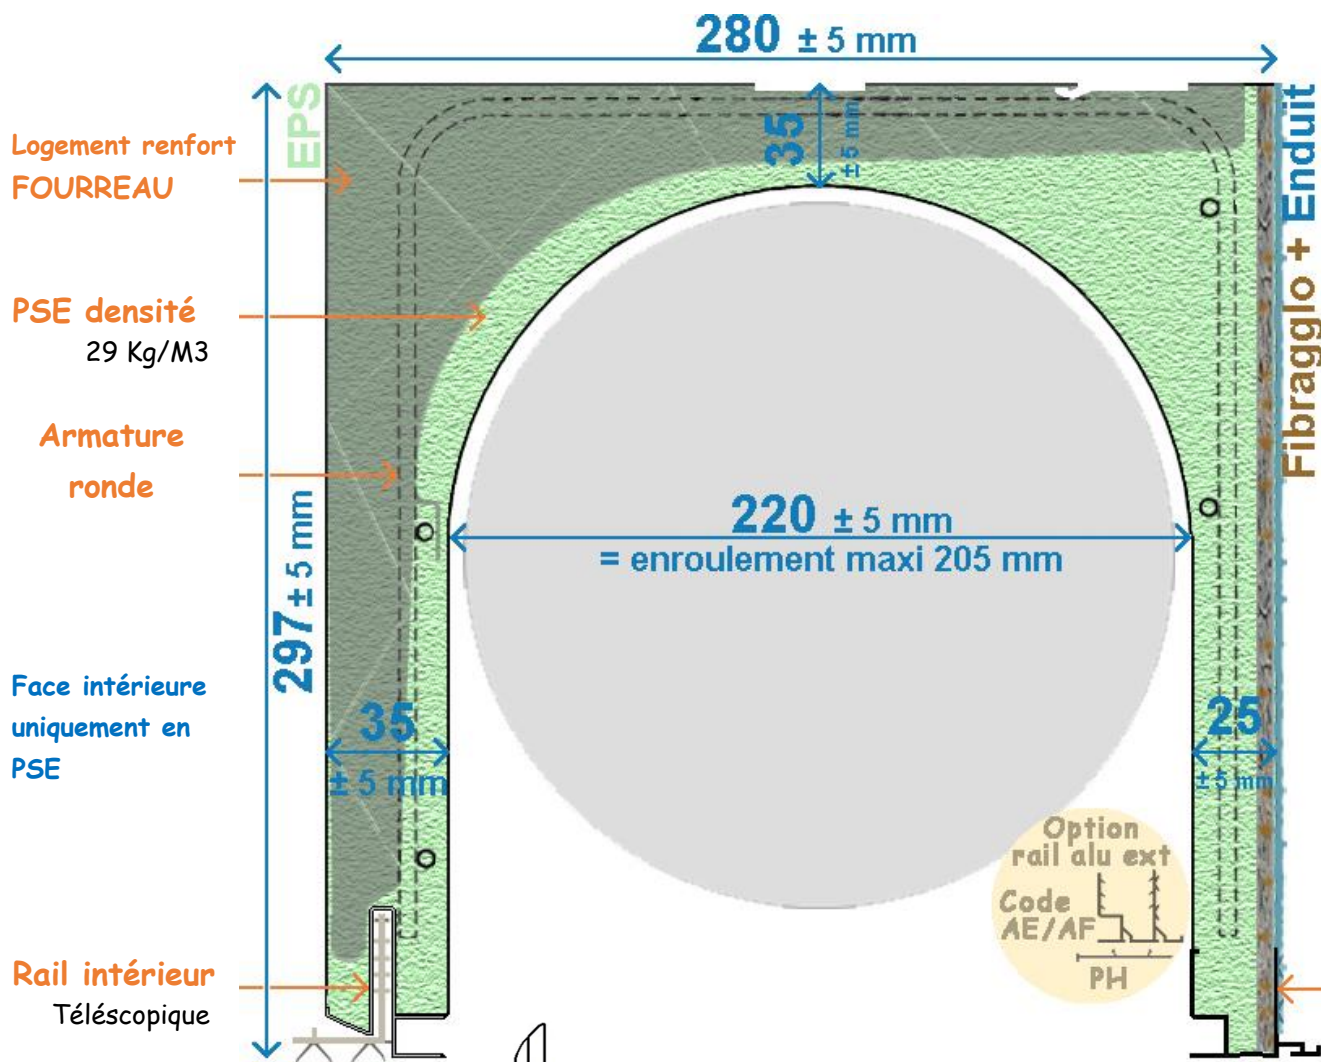 280 ± 5 mm
EPS
Logement renfort
FOURREAU
35
± 5 mm
Fibragglo + Enduit
PSE densité
29 Kg/M3
Armature
ronde
220 ± 5 mm
= enroulement maxi 205 mm
297 ± 5 mm
Face intérieure
uniquement en
PSE
35
± 5 mm
25
± 5 mm
Option
rail alu ext
Code
AE/AF
PH
Rail intérieur
Téléscopique